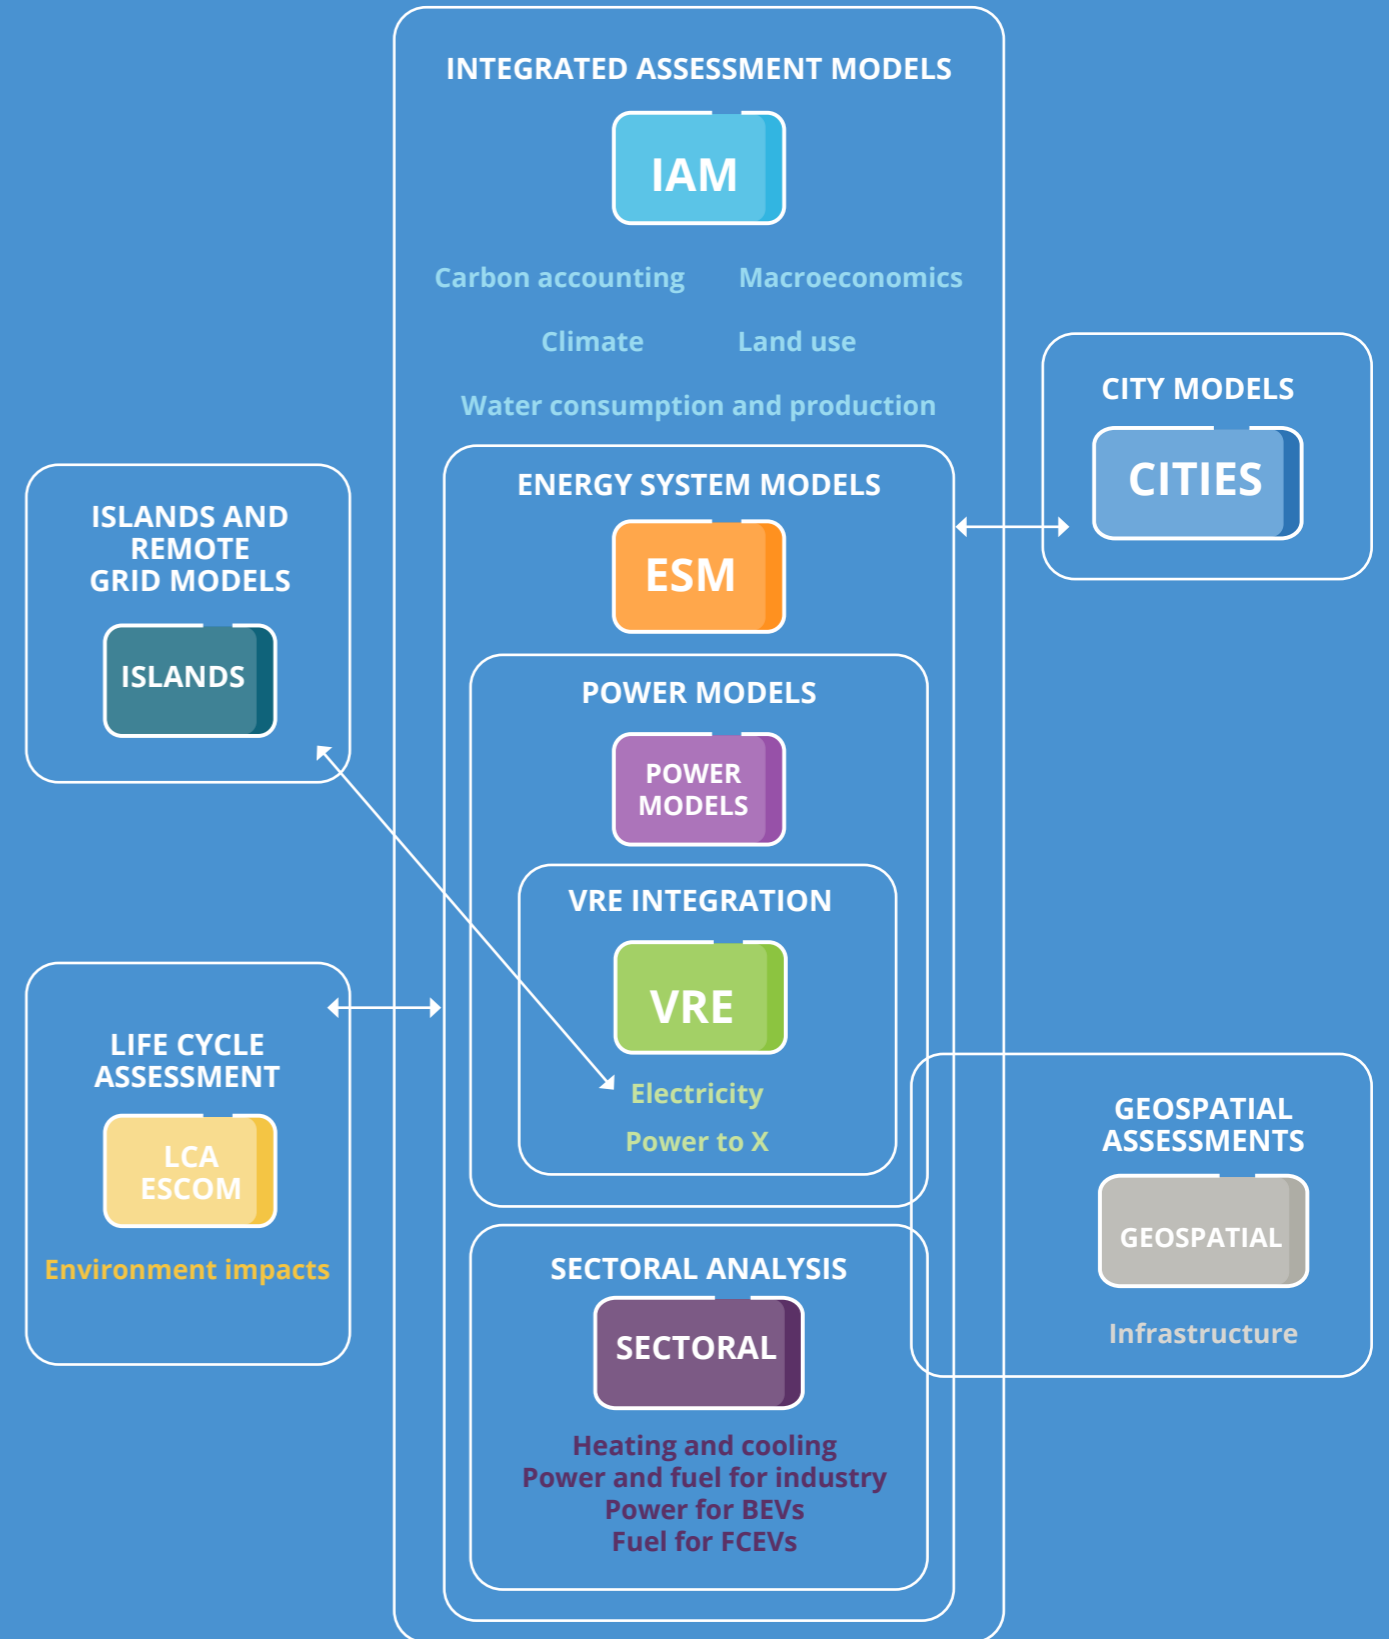 INTEGRATED ASSESSMENT MODELS
IAM
Carbon accounting
Macroeconomics
Climate
Land use
Water consumption and production
CITY MODELS
CITIES
ENERGY SYSTEM MODELS
ESM
ISLANDS AND
REMOTE
GRID MODELS
ISLANDS
POWER MODELS
POWER
MODELS
VRE INTEGRATION
VRE
Electricity
Power to X
LIFE CYCLE
ASSESSMENT
LCA
ESCOM
Environment impacts
GEOSPATIAL
ASSESSMENTS
GEOSPATIAL
Infrastructure
SECTORAL ANALYSIS
SECTORAL
Heating and cooling
Power and fuel for industry
Power for BEVs
Fuel for FCEVs